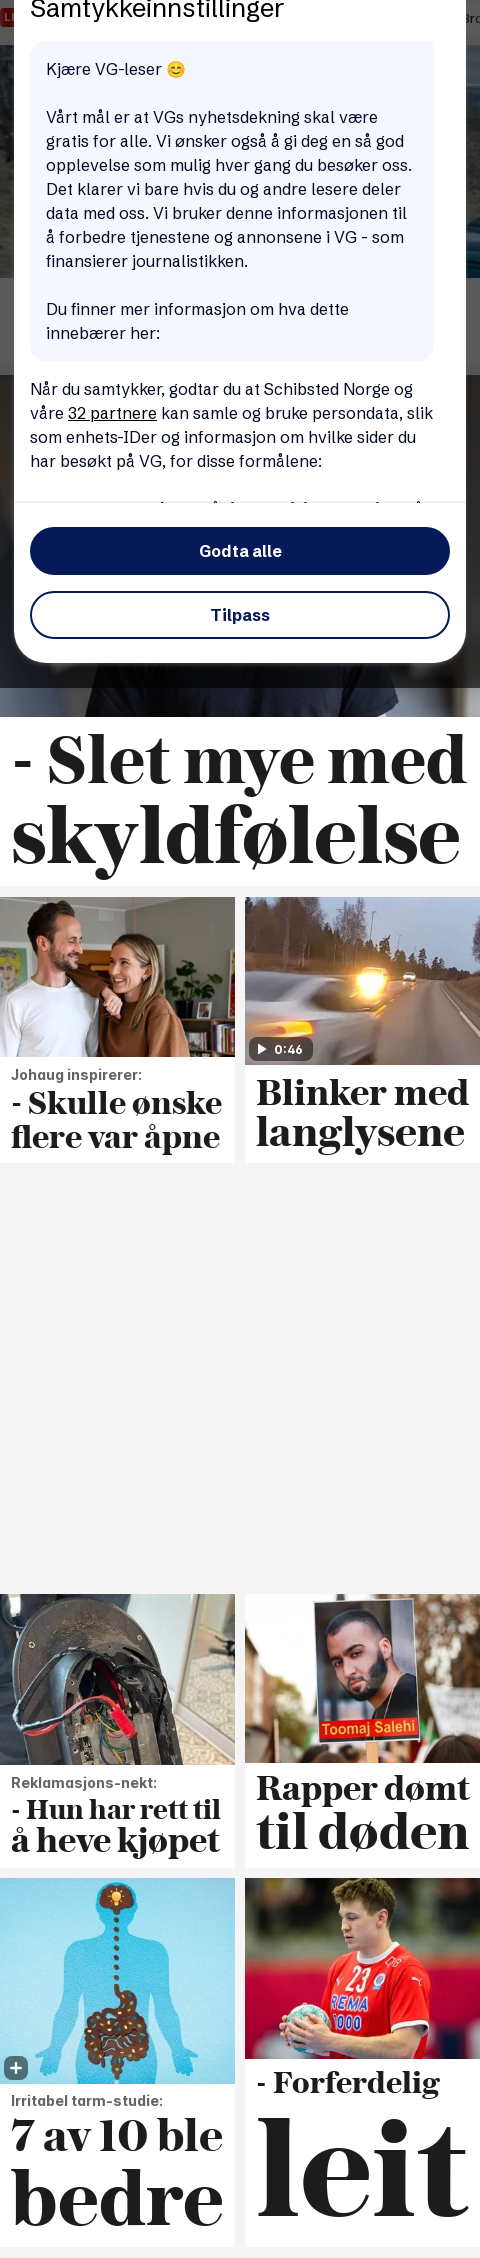 Samtykkeinnstillinger
Kjære VG-leser 😊
Vårt mål er at VGs nyhetsdekning skal være
gratis for alle. Vi ønsker også å gi deg en så god
opplevelse som mulig hver gang du besøker oss.
Det klarer vi bare hvis du og andre lesere deler
data med oss. Vi bruker denne informasjonen til
å forbedre tjenestene og annonsene i VG - som
finansierer journalistikken.
Du finner mer informasjon om hva dette
innebærer her:
Når du samtykker, godtar du at Schibsted Norge og
våre 32 partnere kan samle og bruke persondata, slik
som enhets-IDer og informasjon om hvilke sider du
har besøkt på VG, for disse formålene:
Godta alle
Tilpass
- Slet mye med
skyldfølelse
Johaug inspirerer:
- Skulle ønske
flere var åpne
0:46
Blinker med
langlysene
Reklamasjons-nekt:
- Hun har rett til
å heve kjøpet
Toomaj Salehi
Rapper dømt
til døden
Irritabel tarm-studie:
7 av 10 ble
bedre
23
REMA
1000
- Forferdelig
leit